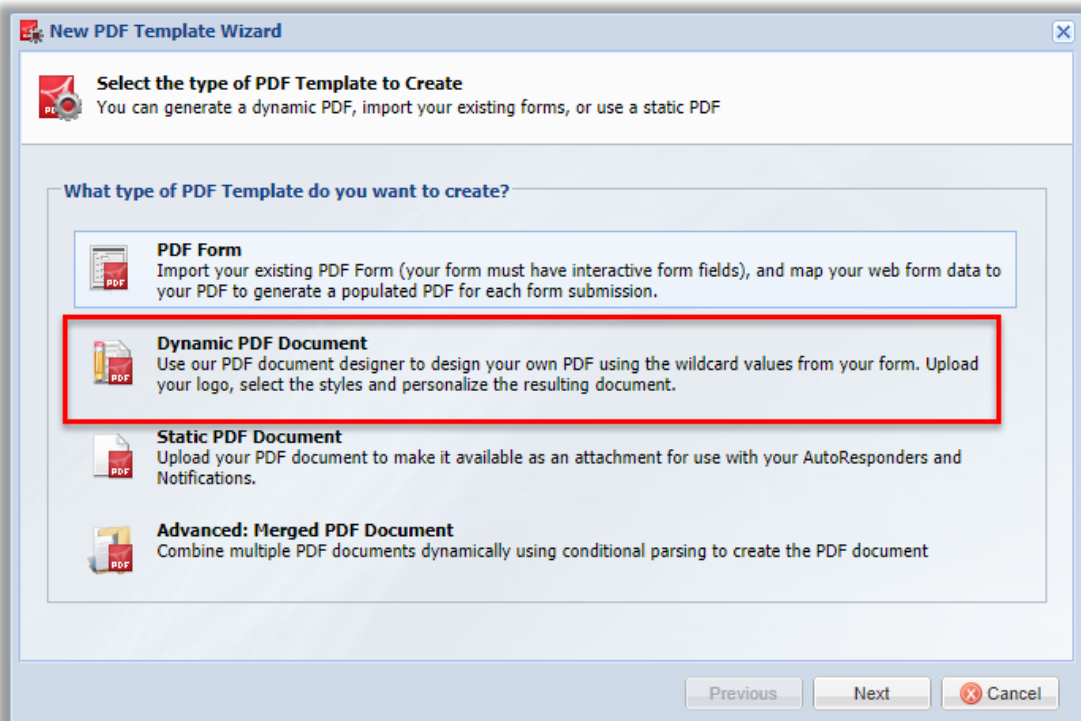 New PDF Template Wizard
Select the type of PDF Template to Create
You can generate a dynamic PDF, import your existing forms, or use a static PDF
What type of PDF Template do you want to create?
PDF Form
Import your existing PDF Form (your form must have interactive form fields), and map your web form data to
your PDF to generate a populated PDF for each form submission.
PDF
Dynamic PDF Document
Use our PDF document designer to design your own PDF using the wildcard values from your form. Upload
your logo, select the styles and personalize the resulting document.
PDF
Static PDF Document
Upload your PDF document to make it available as an attachment for use with your AutoResponders and
Notifications.
PDF
Advanced: Merged PDF Document
Combine multiple PDF documents dynamically using conditional parsing to create the PDF document
PDF
Previous Next Cancel